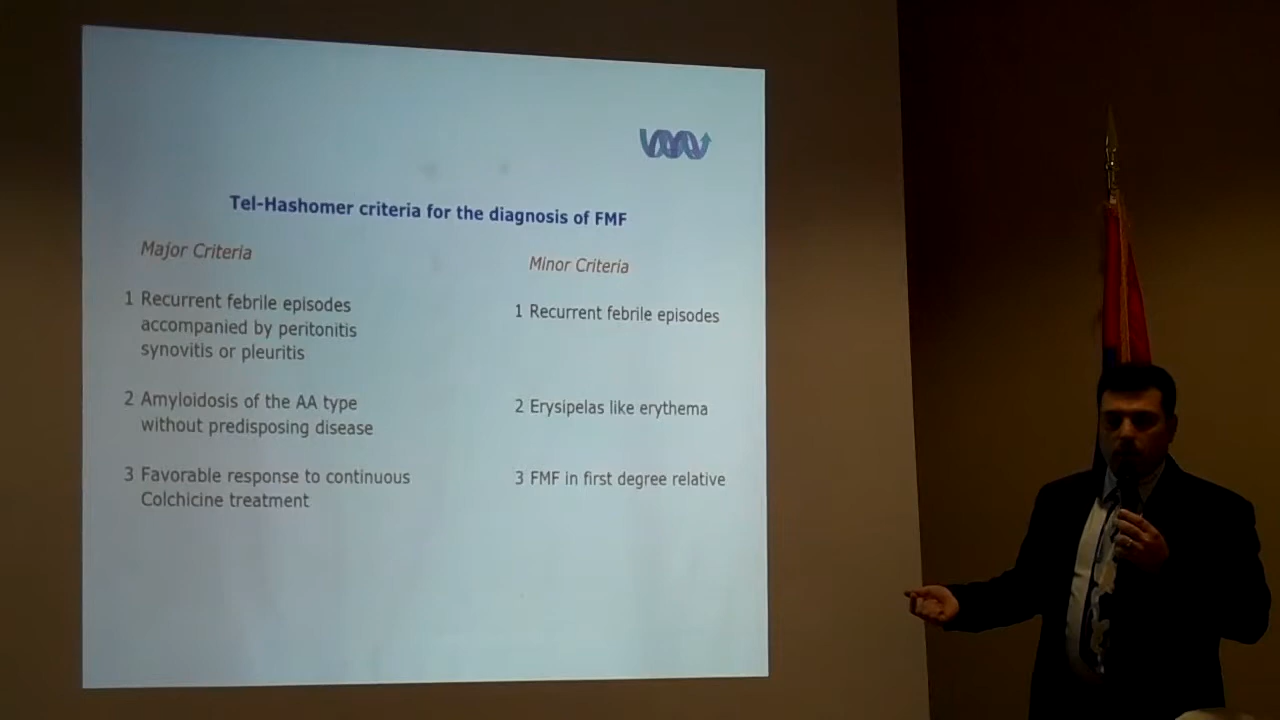 Tel-Hashomer criteria for the diagnosis of FMF
Major Criteria
1 Recurrent febrile episodes
accompanied by peritonitis
synovitis or pleuritis
2 Amyloidosis of the AA type
without predisposing disease
3 Favorable response to continuous
Colchicine treatment
Minor Criteria
1 Recurrent febrile episodes
2 Erysipelas like erythema
3 FMF in first degree relative